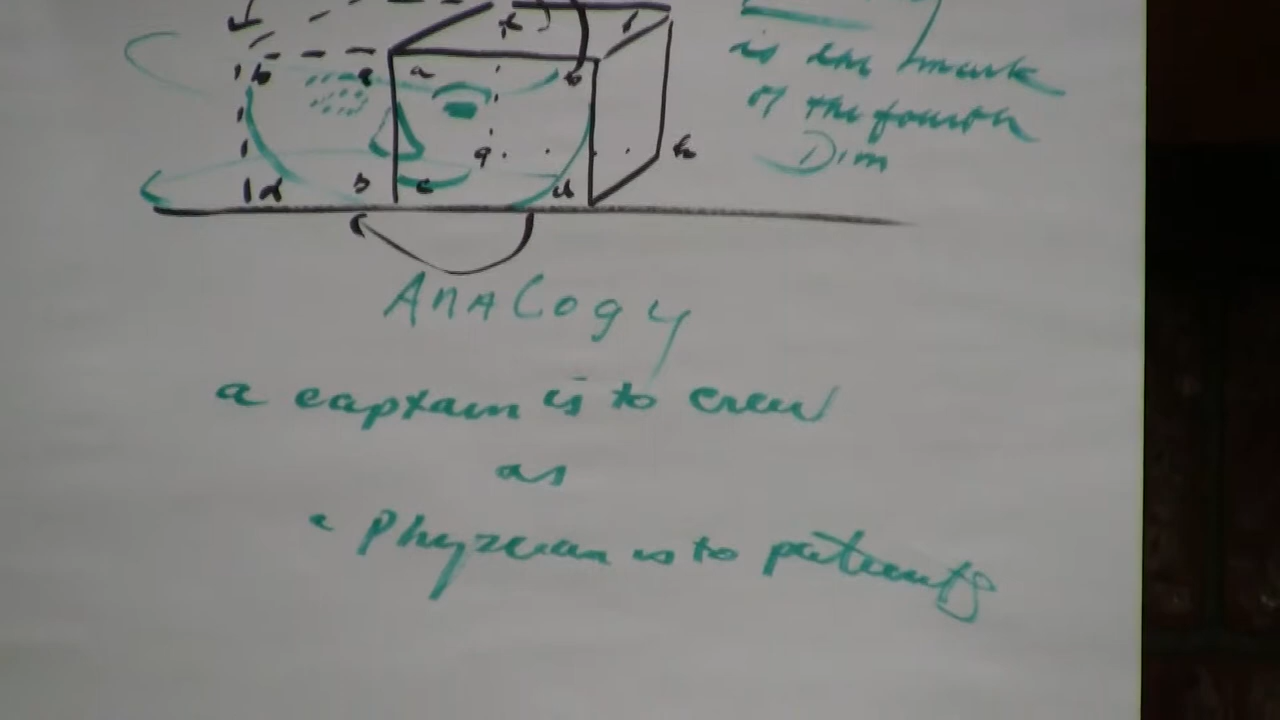 is the mark
of the fourth
Dim
b a a b
g h
d c d
Analogy
a captain is to crew
as
a Physician is to patients